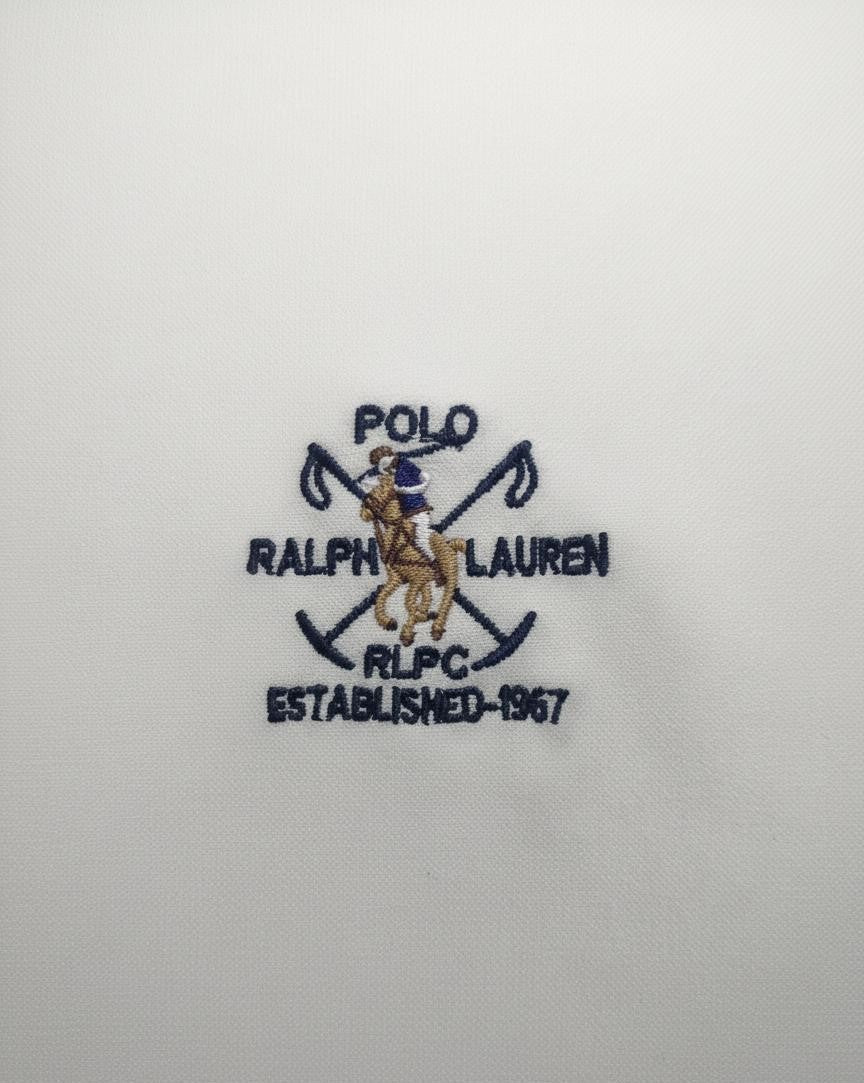 POLO
RALPH LAUREN
RLPC
ESTABLISHED-1967